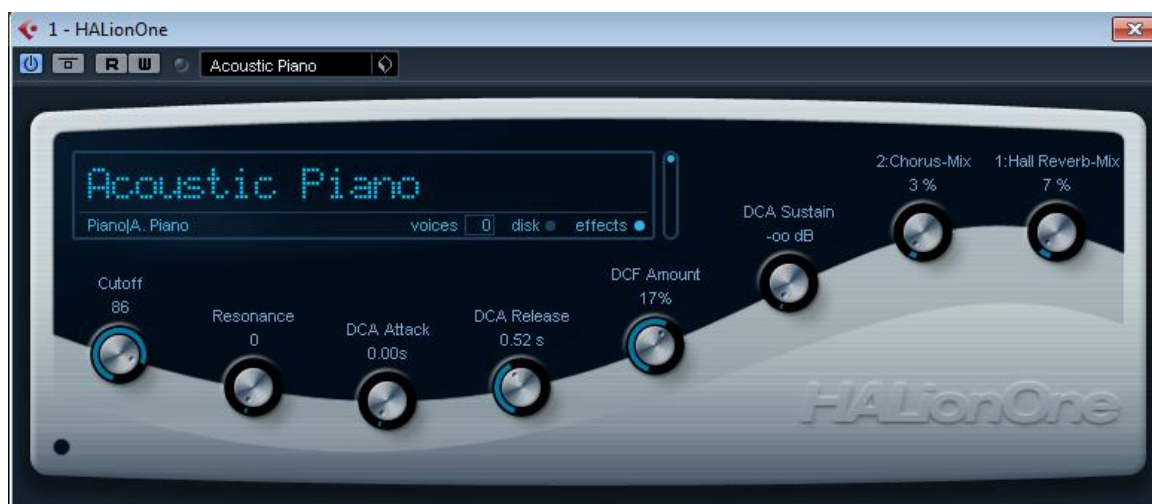 1 - HALionOne
R W Acoustic Piano
Acoustic Piano
Piano|A. Piano voices 0 disk effects
2:Chorus-Mix
3 %
1:Hall Reverb-Mix
7 %
DCA Sustain
-oo dB
DCF Amount
17%
Cutoff
86
Resonance
0
DCA Attack
0.00s
DCA Release
0.52 s
HALionOne